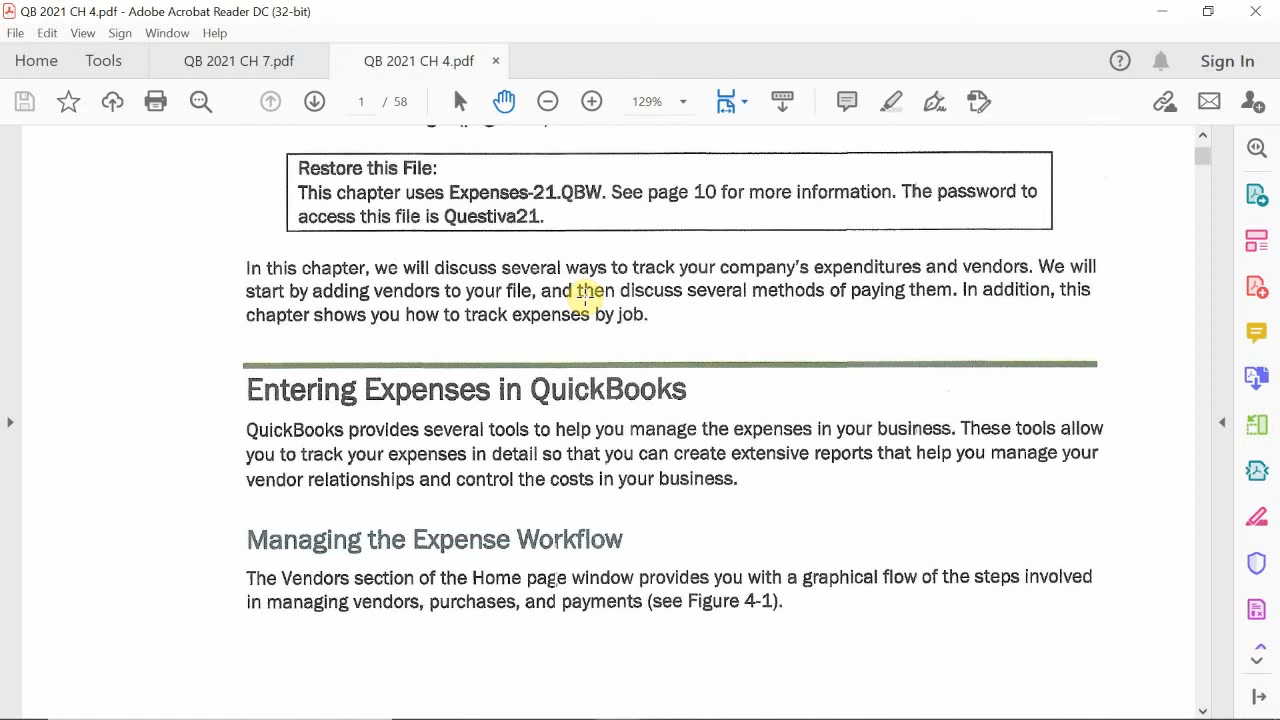 QB 2021 CH 4.pdf - Adobe Acrobat Reader DC (32-bit)
File Edit View Sign Window Help
Home Tools QB 2021 CH 7.pdf QB 2021 CH 4.pdf × Sign In
1 / 58 129%
Restore this File:
This chapter uses Expenses-21.QBW. See page 10 for more information. The password to
access this file is Questiva21.
In this chapter, we will discuss several ways to track your company's expenditures and vendors. We will
start by adding vendors to your file, and then discuss several methods of paying them. In addition, this
chapter shows you how to track expenses by job.
Entering Expenses in QuickBooks
QuickBooks provides several tools to help you manage the expenses in your business. These tools allow
you to track your expenses in detail so that you can create extensive reports that help you manage your
vendor relationships and control the costs in your business.
Managing the Expense Workflow
The Vendors section of the Home page window provides you with a graphical flow of the steps involved
in managing vendors, purchases, and payments (see Figure 4-1).